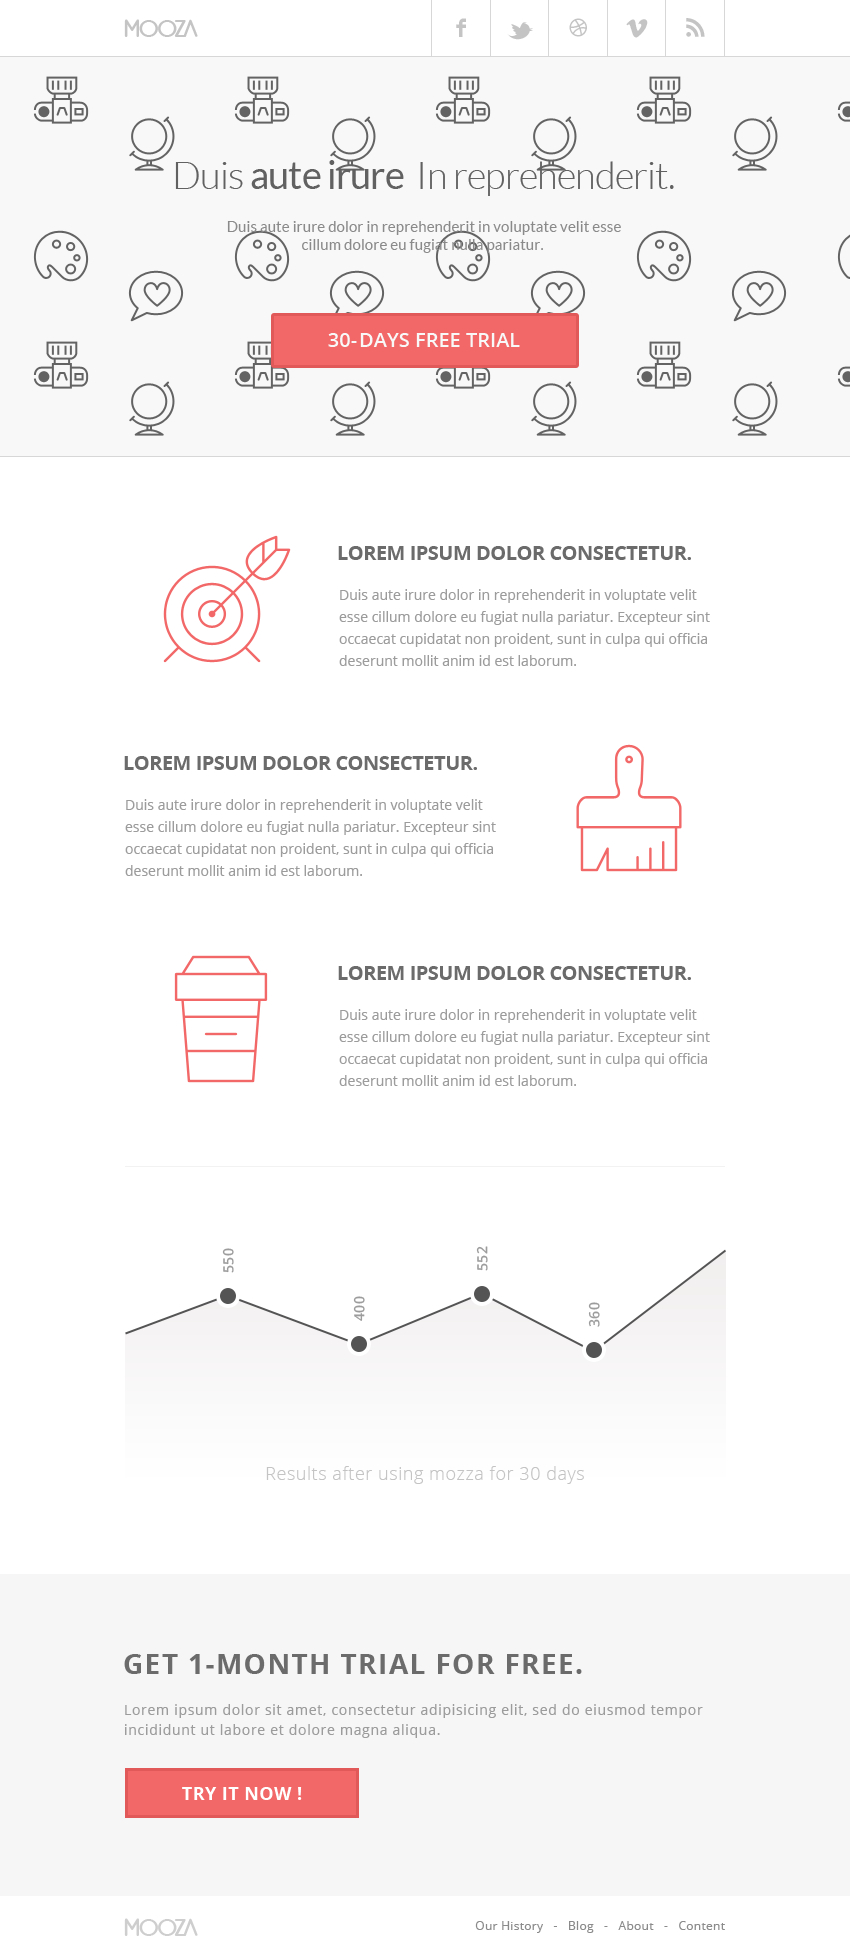 MOOZA
Duis aute irure In reprehenderit.
Duis aute irure dolor in reprehenderit in voluptate velit esse
cillum dolore eu fugiat nulla pariatur.
30-DAYS FREE TRIAL
LOREM IPSUM DOLOR CONSECTETUR.
Duis aute irure dolor in reprehenderit in voluptate velit
esse cillum dolore eu fugiat nulla pariatur. Excepteur sint
occaecat cupidatat non proident, sunt in culpa qui officia
deserunt mollit anim id est laborum.
LOREM IPSUM DOLOR CONSECTETUR.
Duis aute irure dolor in reprehenderit in voluptate velit
esse cillum dolore eu fugiat nulla pariatur. Excepteur sint
occaecat cupidatat non proident, sunt in culpa qui officia
deserunt mollit anim id est laborum.
LOREM IPSUM DOLOR CONSECTETUR.
Duis aute irure dolor in reprehenderit in voluptate velit
esse cillum dolore eu fugiat nulla pariatur. Excepteur sint
occaecat cupidatat non proident, sunt in culpa qui officia
deserunt mollit anim id est laborum.
550
400
552
360
Results after using mozza for 30 days
GET 1-MONTH TRIAL FOR FREE.
Lorem ipsum dolor sit amet, consectetur adipisicing elit, sed do eiusmod tempor
incididunt ut labore et dolore magna aliqua.
TRY IT NOW !
MOOZA
Our History - Blog - About - Content